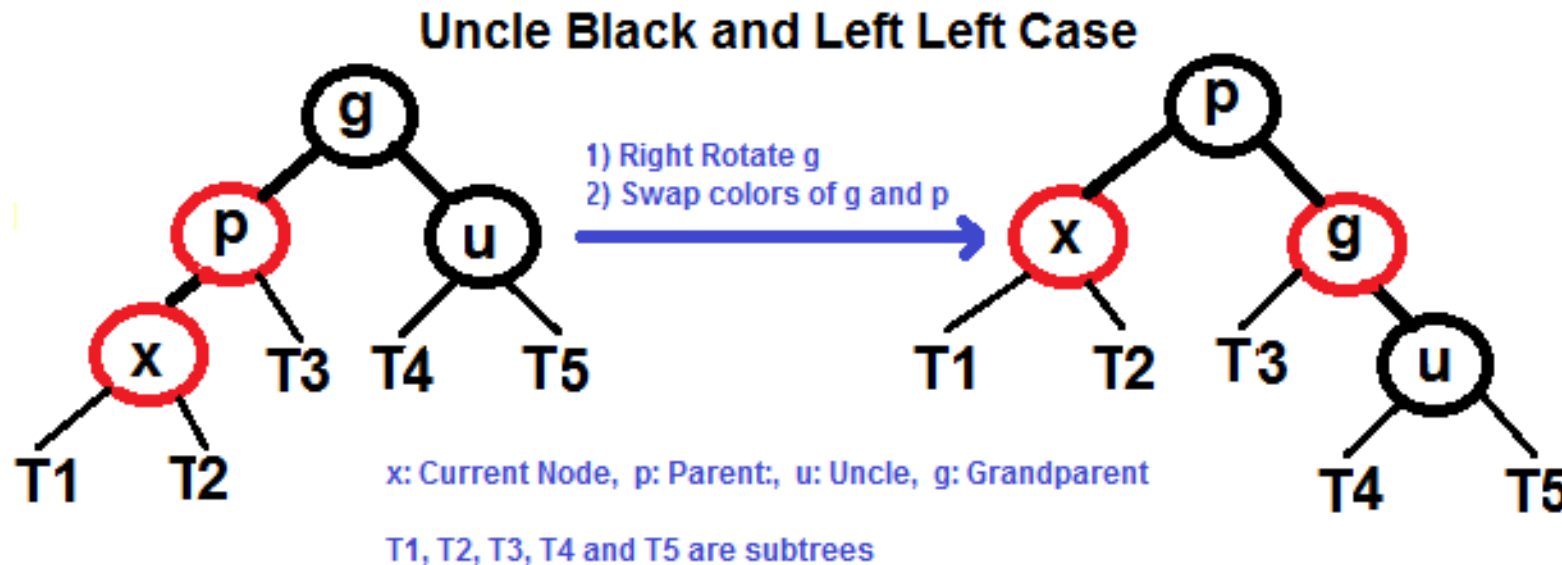 Uncle Black and Left Left Case
g
p
u
x
T3
T4
T5
T1
T2
1) Right Rotate g
2) Swap colors of g and p
p
x
g
T1
T2
T3
u
T4
T5
x: Current Node, p: Parent:, u: Uncle, g: Grandparent
T1, T2, T3, T4 and T5 are subtrees